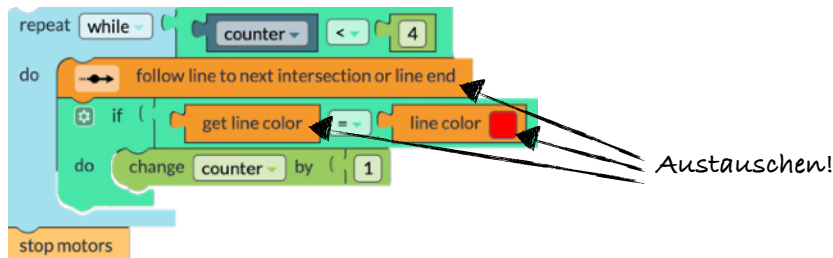 repeat while ( counter < 4
do follow line to next intersection or line end
if ( get line color = line color
Austauschen!
do change counter by ( 1
stop motors